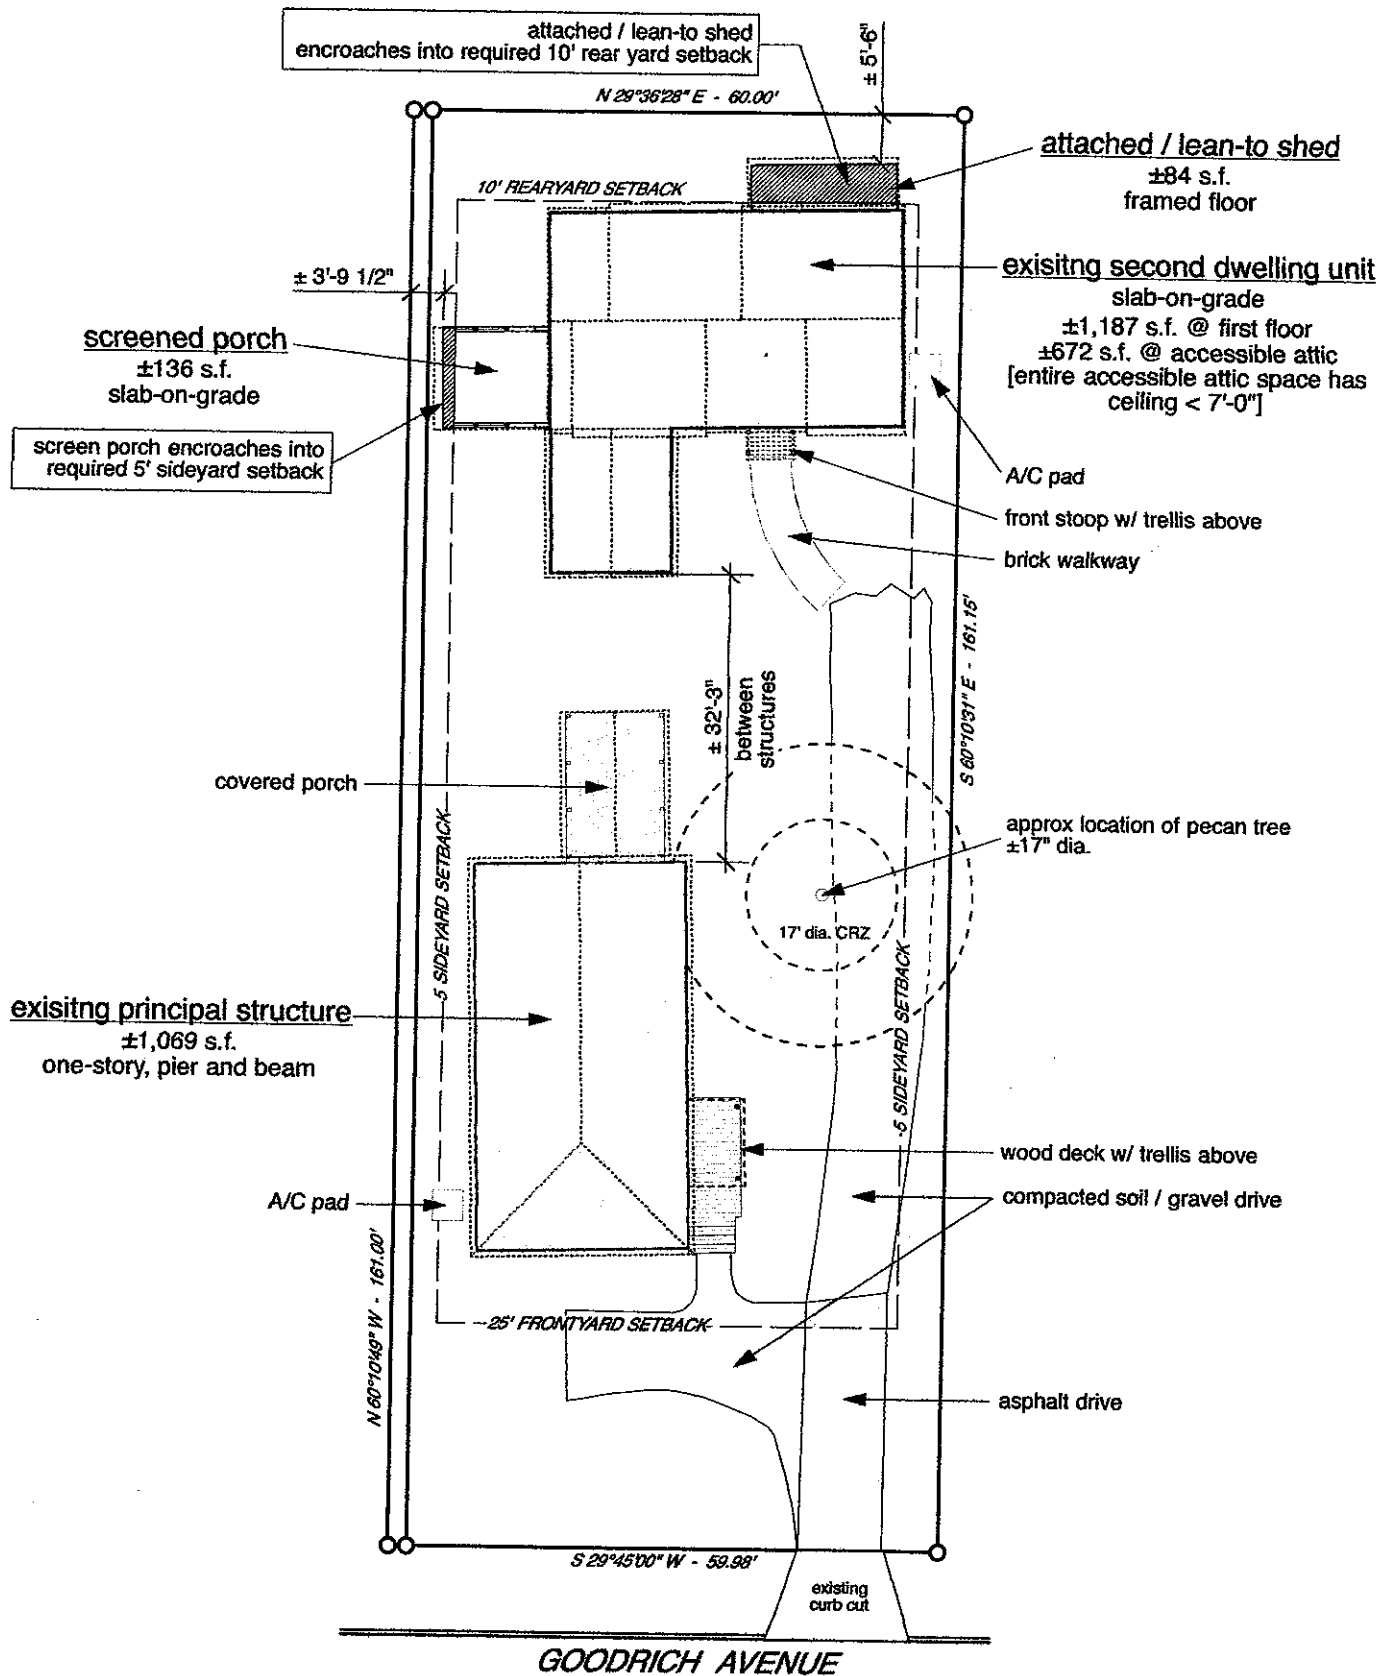 attached / lean-to shed
encroaches into required 10' rear yard setback
± 5'-6"
N 29°36'28" E - 60.00'
attached / lean-to shed
±84 s.f.
framed floor
10' REARYARD SETBACK
± 3'-9 1/2"
exisitng second dwelling unit
slab-on-grade
±1,187 s.f. @ first floor
±672 s.f. @ accessible attic
[entire accessible attic space has
ceiling < 7'-0"]
screened porch
±136 s.f.
slab-on-grade
screen porch encroaches into
required 5' sideyard setback
A/C pad
front stoop w/ trellis above
brick walkway
S 60°10'31" E - 161.15'
± 32'-3"
between
structures
covered porch
approx location of pecan tree
±17" dia.
5 SIDEYARD SETBACK
17' dia. CRZ
exisitng principal structure
±1,069 s.f.
one-story, pier and beam
5 SIDEYARD SETBACK
wood deck w/ trellis above
compacted soil / gravel drive
A/C pad
N 60°10'49" W - 161.00'
25' FRONTYARD SETBACK
asphalt drive
S 29°45'00" W - 59.98'
existing
curb cut
GOODRICH AVENUE